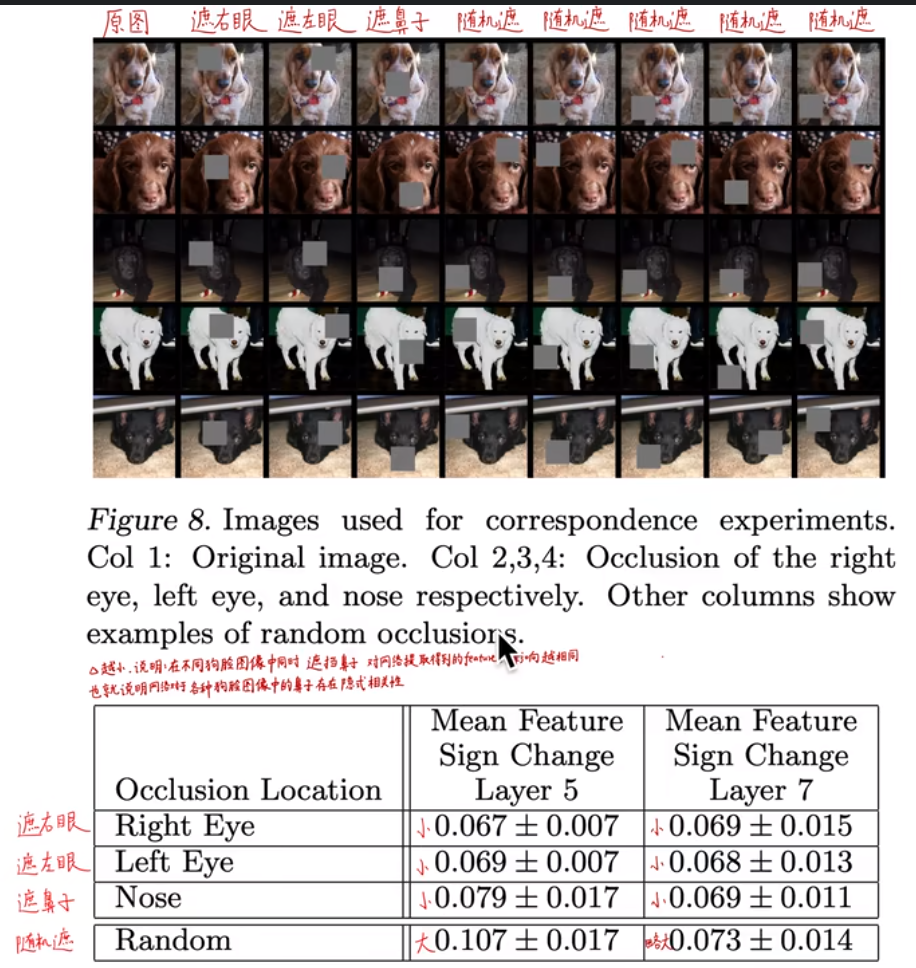 原图 遮右眼 遮左眼 遮鼻子 随机遮 随机遮 随机遮 随机遮 随机遮
Figure 8. Images used for correspondence experiments.
Col 1: Original image. Col 2,3,4: Occlusion of the right
eye, left eye, and nose respectively. Other columns show
examples of random occlusions.
△越小,说明:在不同狗脸图像中同时 遮挡鼻子 对网络提取得到的feature 向越相同
也就说明网络对于各种狗脸图像中的鼻子存在隐式相关性
Mean Feature Mean Feature
Sign Change Sign Change
Occlusion Location Layer 5 Layer 7
遮右眼 Right Eye 小 0.067 ± 0.007 小 0.069 ± 0.015
遮左眼 Left Eye 小 0.069 ± 0.007 小 0.068 ± 0.013
遮鼻子 Nose 小 0.079 ± 0.017 小 0.069 ± 0.011
随机遮 Random 大 0.107 ± 0.017 略大 0.073 ± 0.014